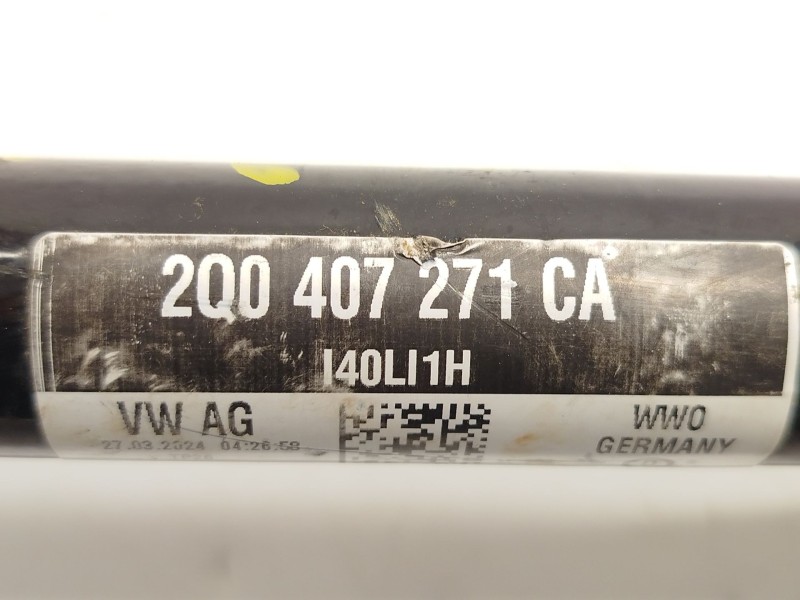 2Q0 407 271 CA
I40LI1H
VW AG
WW0
27.03.2024 04:26:58
GERMANY